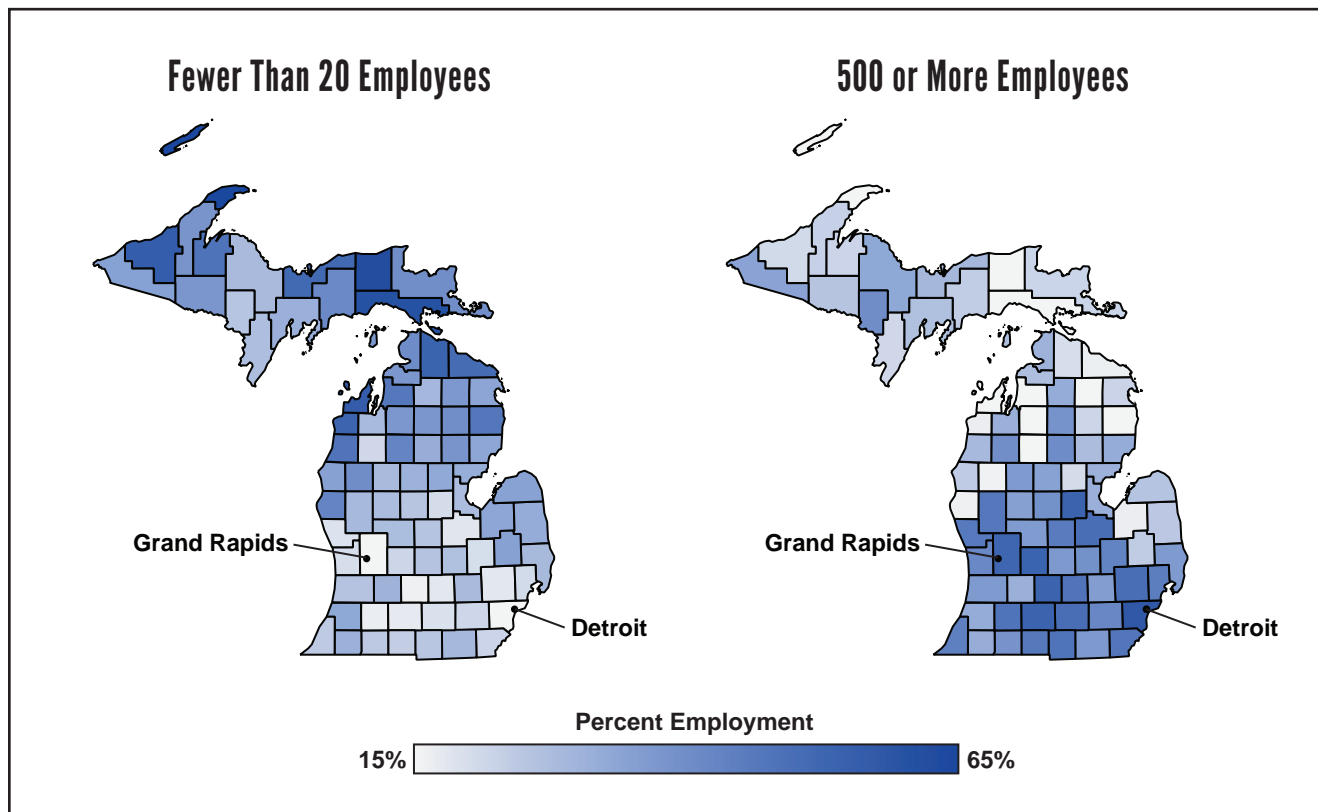 Fewer Than 20 Employees
500 or More Employees
Grand Rapids
Grand Rapids
Detroit
Detroit
Percent Employment
15%
65%